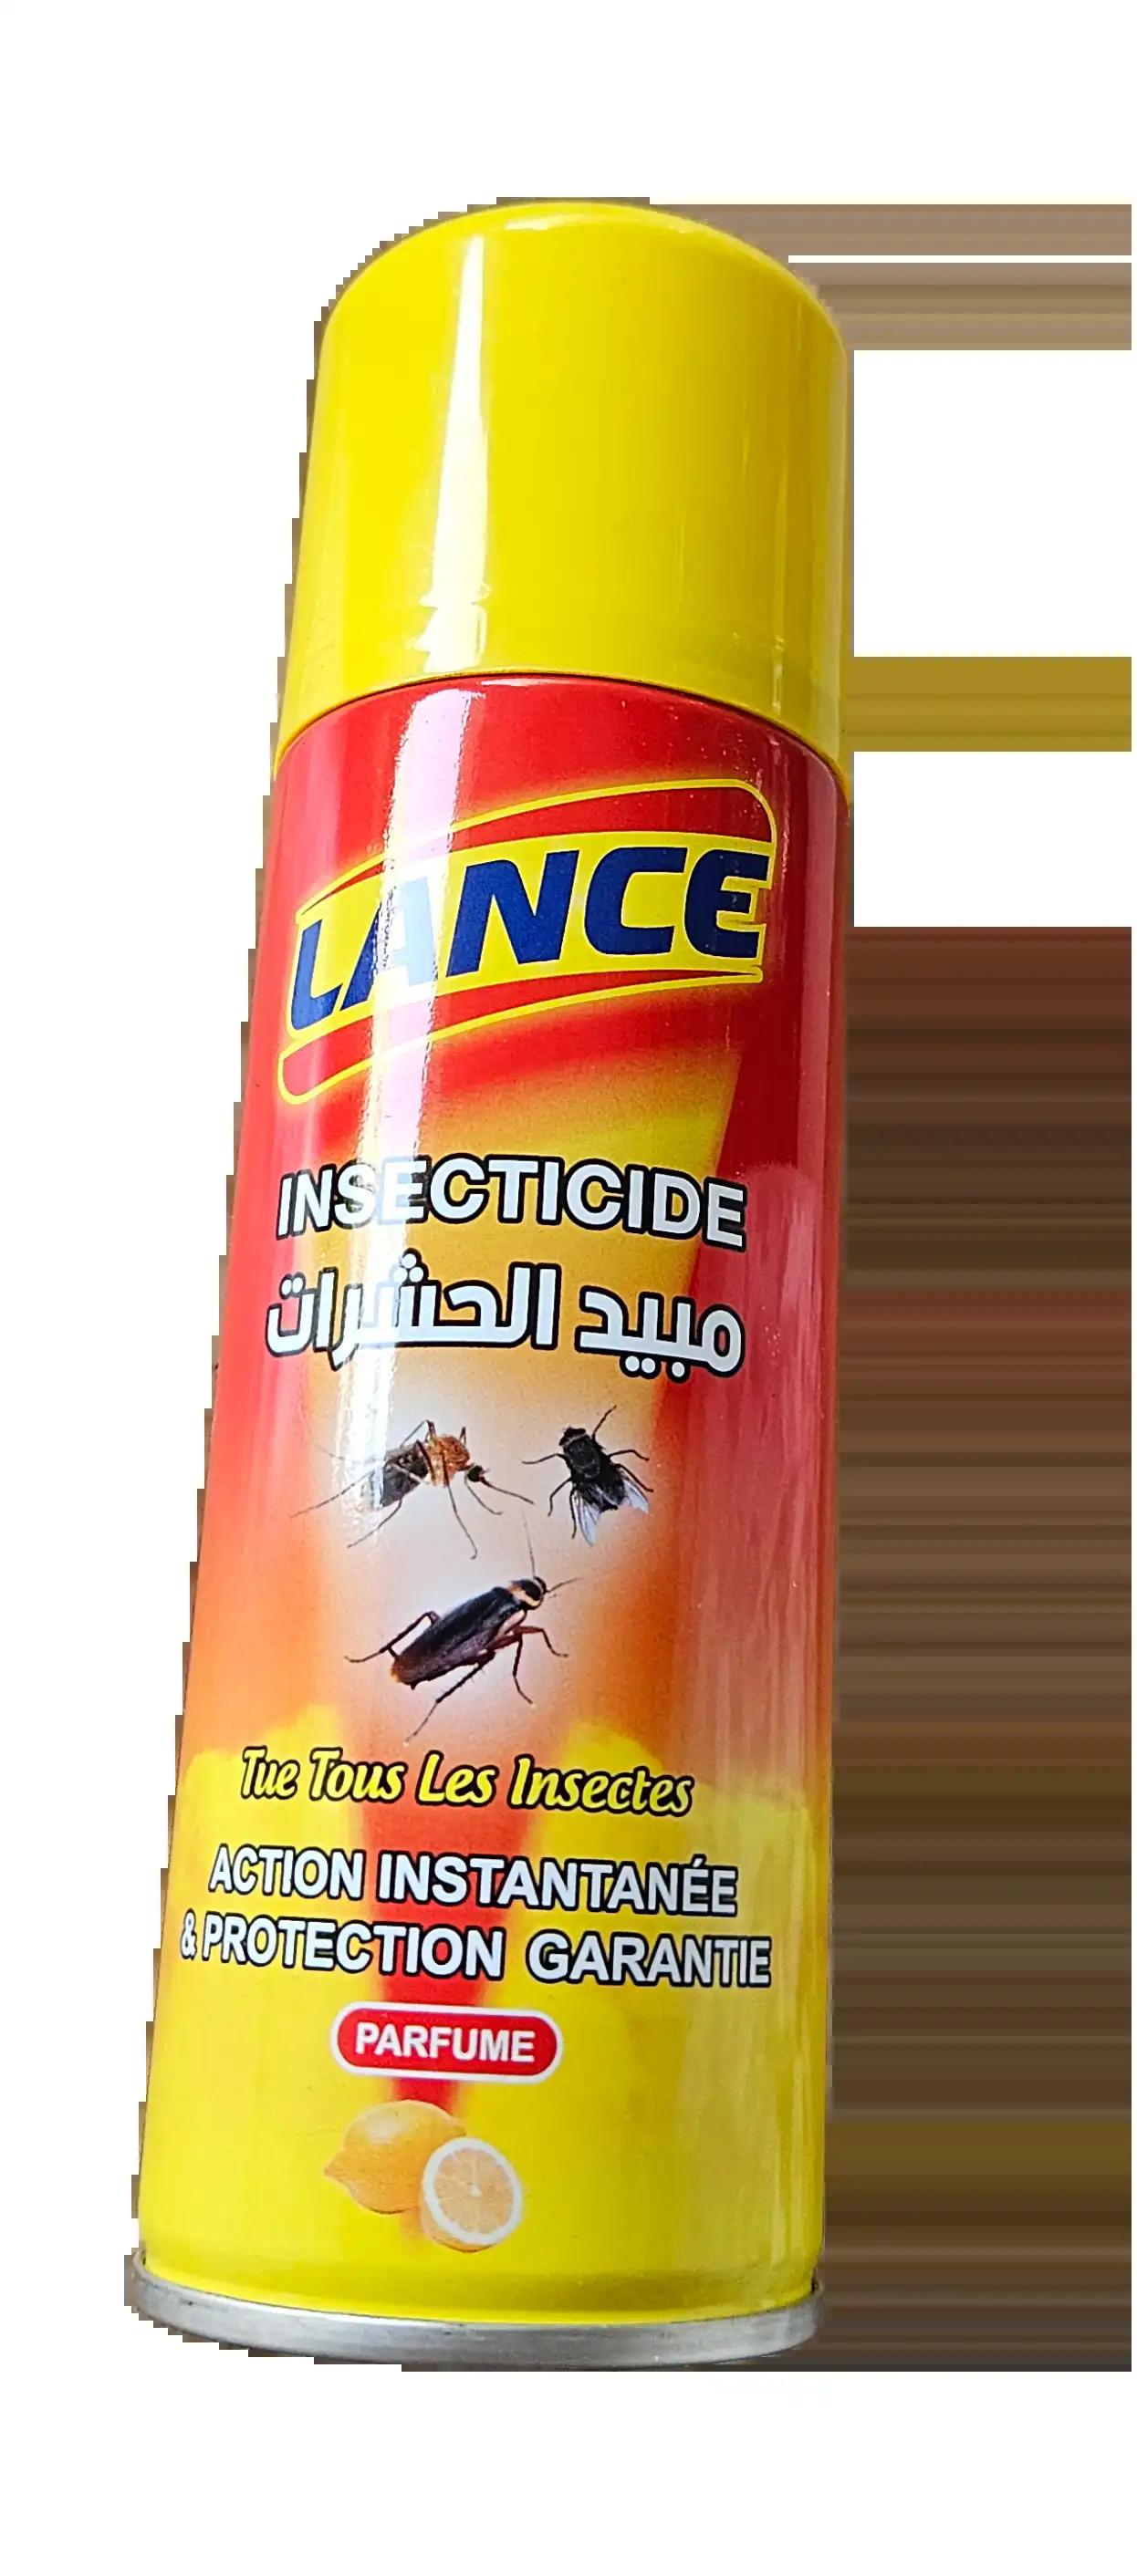 LANCE
INSECTICIDE
مبيد الحشرات
Tue Tous Les Insectes
ACTION INSTANTANÉE
& PROTECTION GARANTIE
PARFUME